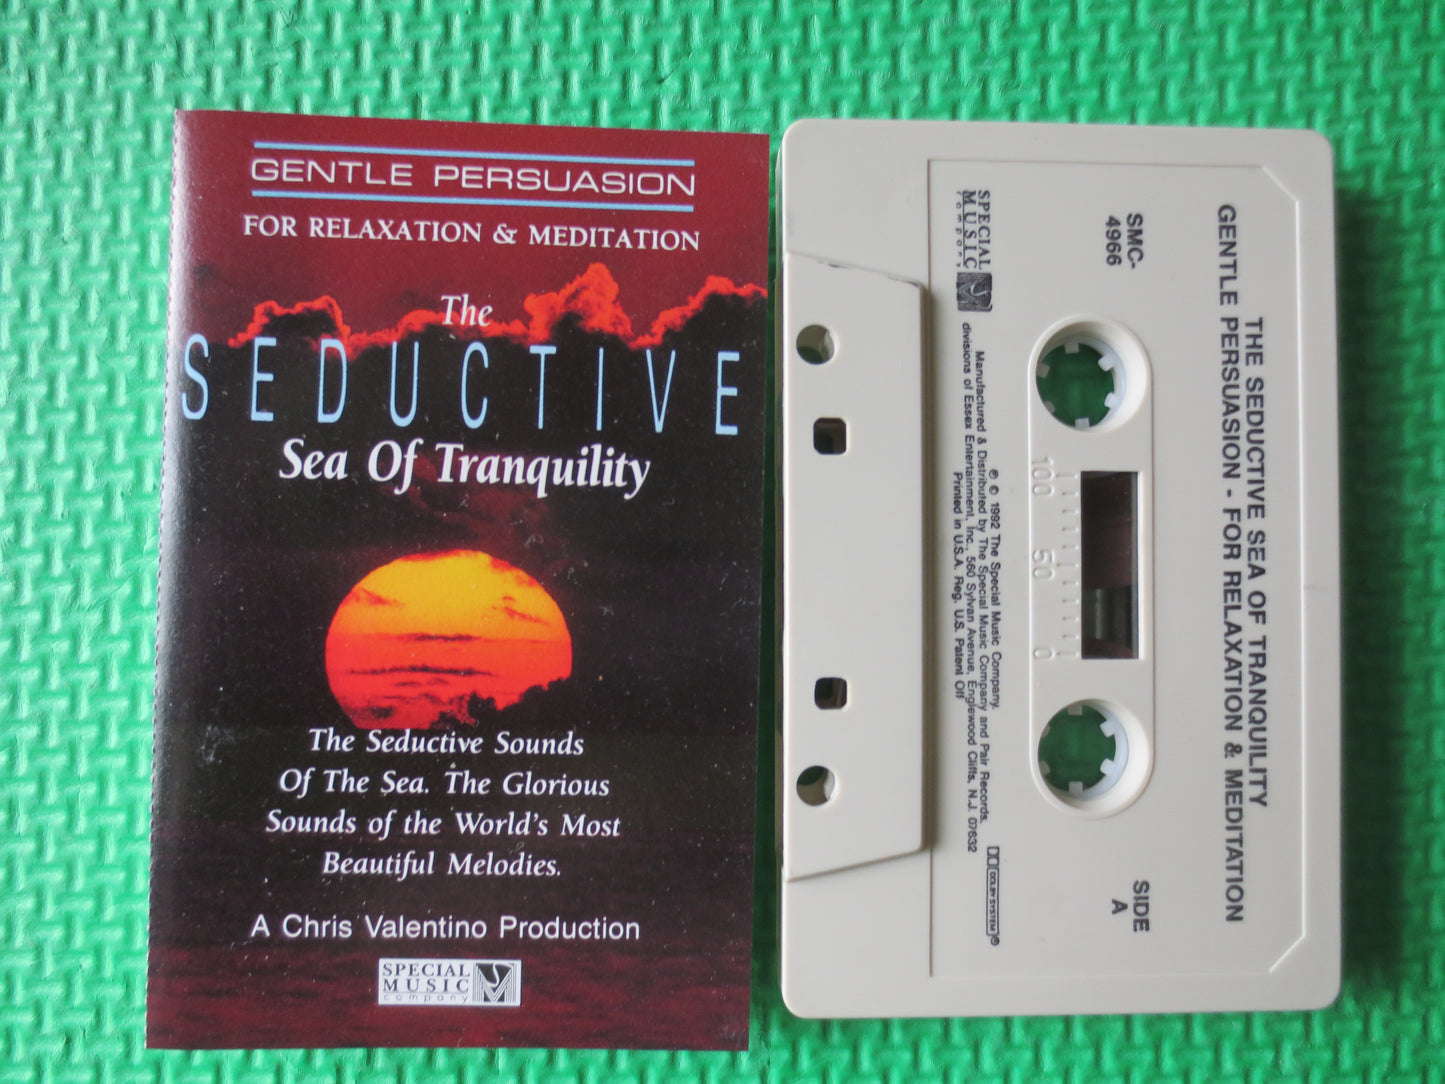 GENTLE PERSUASION
FOR RELAXATION & MEDITATION
The
SEDUCTIVE
Sea Of Tranquility
The Seductive Sounds
Of The Sea. The Glorious
Sounds of the World's Most
Beautiful Melodies.
A Chris Valentino Production
SPECIAL
MUSIC
company
THE SEDUCTIVE SEA OF TRANQUILITY
GENTLE PERSUASION - FOR RELAXATION & MEDITATION
SMC-
4966
SIDE
A
100 50 0
SPECIAL
MUSIC
company
℗ © 1992 The Special Music Company.
Manufactured & Distributed by The Special Music Company and Pair Records,
divisions of Essex Entertainment, Inc., 560 Sylvan Avenue, Englewood Cliffs, N.J. 07632
Printed in U.S.A. Reg. U.S. Patent Off
DOLBY SYSTEM®